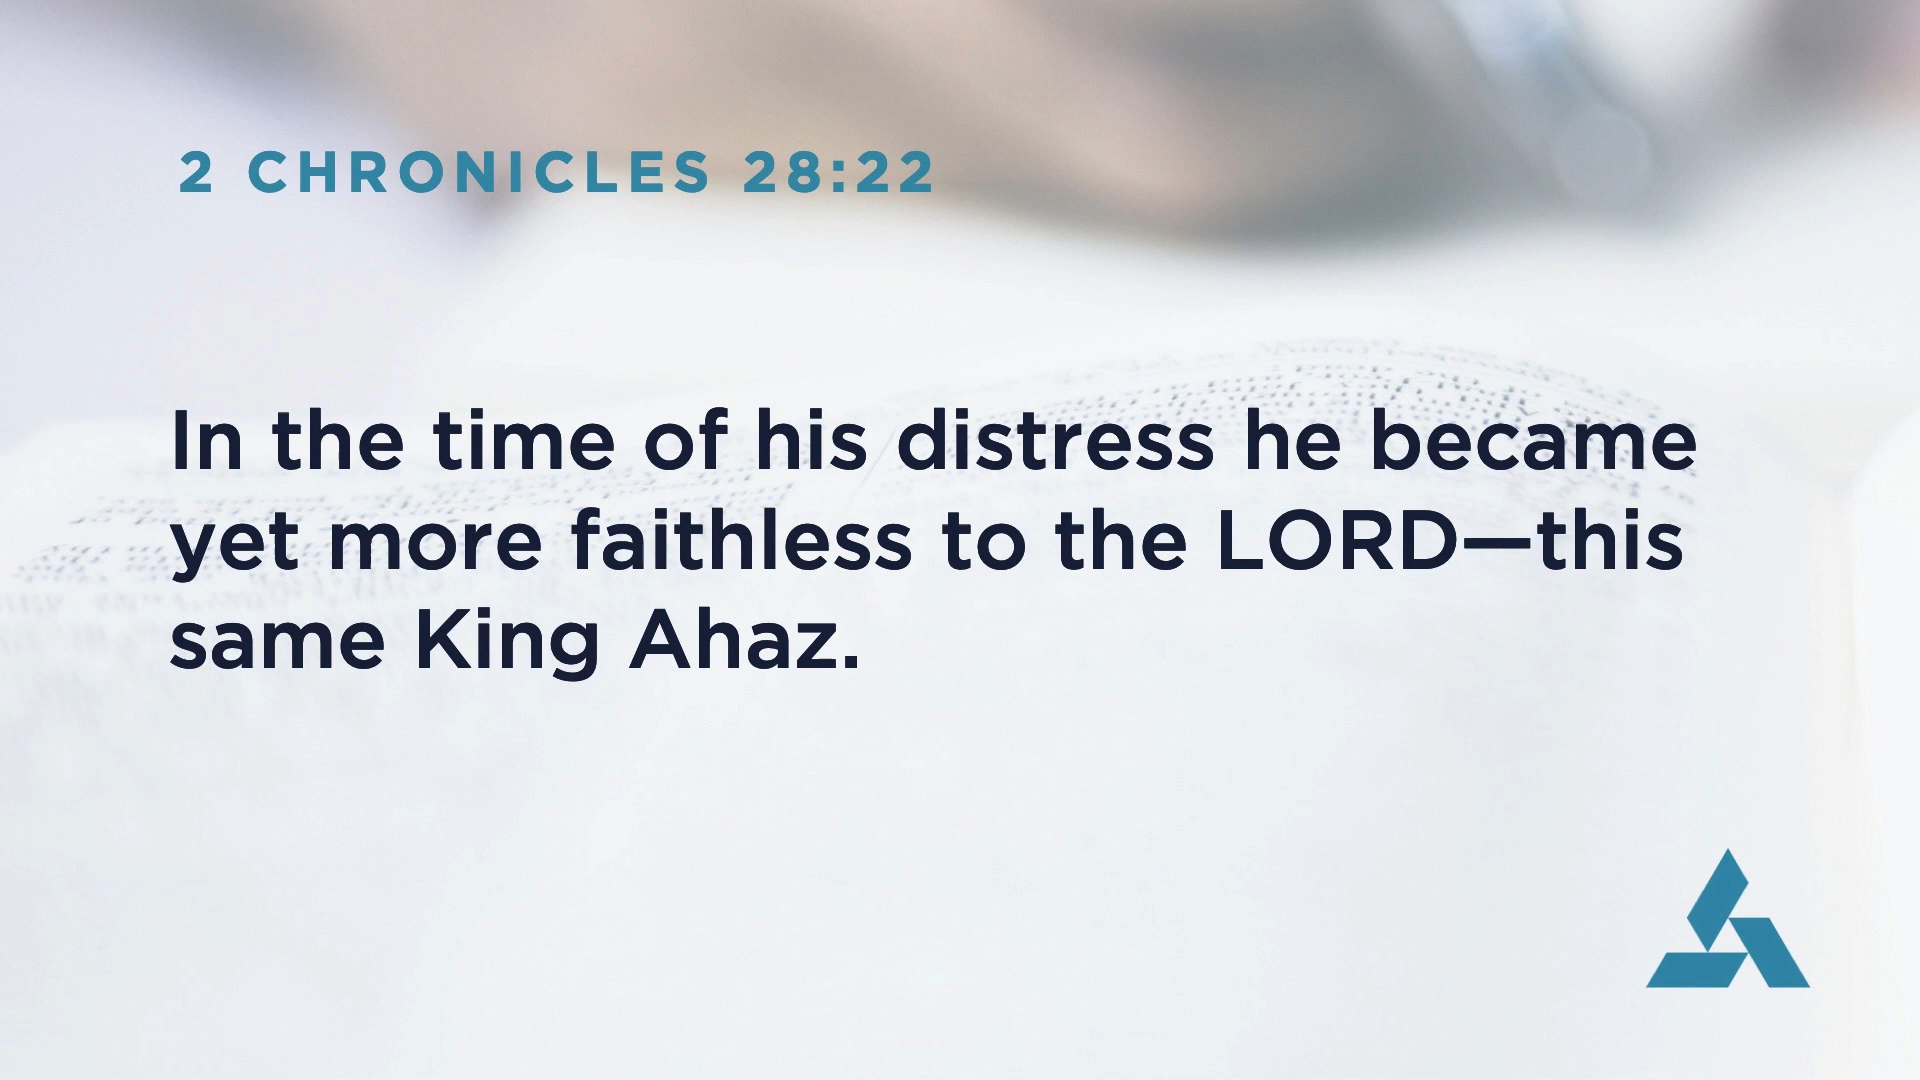 2 CHRONICLES 28:22
In the time of his distress he became
yet more faithless to the LORD—this
same King Ahaz.